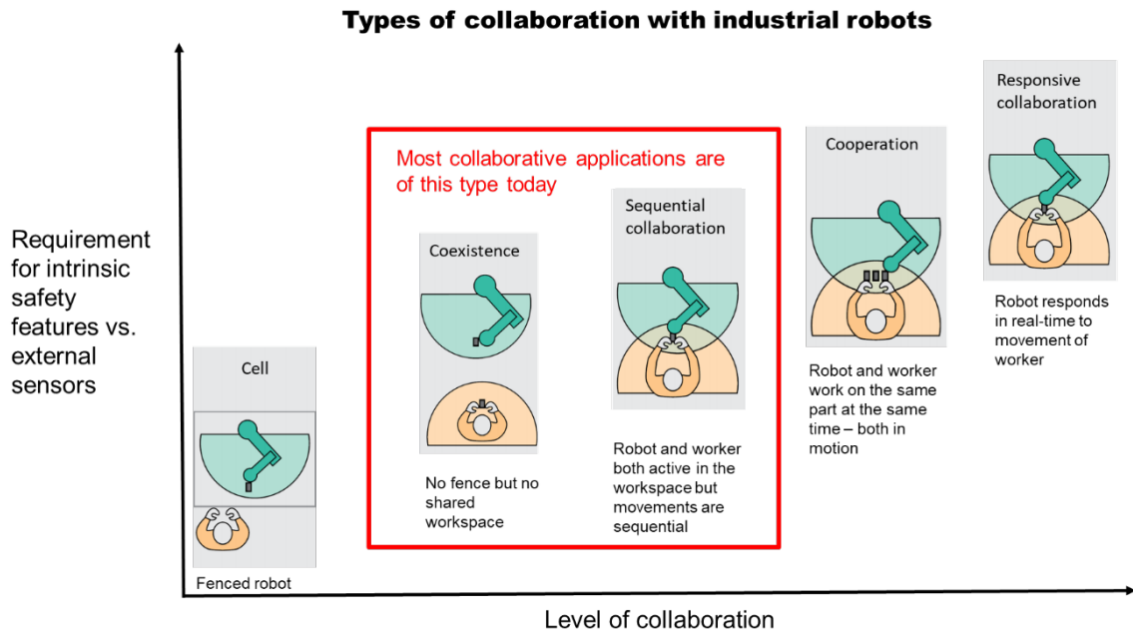 Types of collaboration with industrial robots
Requirement
for intrinsic
safety
features vs.
external
sensors
Most collaborative applications are
of this type today
Cell
Fenced robot
Coexistence
No fence but no
shared
workspace
Sequential
collaboration
Robot and worker
both active in the
workspace but
movements are
sequential
Cooperation
Robot and worker
work on the same
part at the same
time – both in
motion
Responsive
collaboration
Robot responds
in real-time to
movement of
worker
Level of collaboration